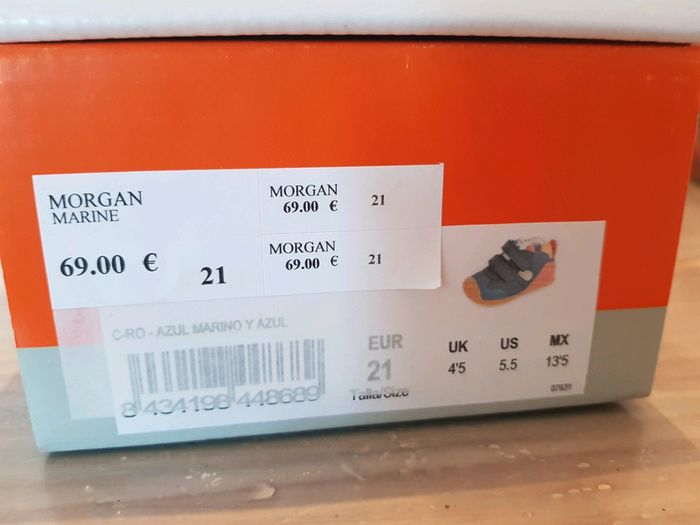 MORGAN
MARINE
69.00 €
21
MORGAN
69.00 €
21
MORGAN
69.00 €
21
C-RO - AZUL MARINO Y AZUL
8 434198 448689
EUR
21
Talla/Size
UK
4'5
US
5.5
MX
13'5
07631